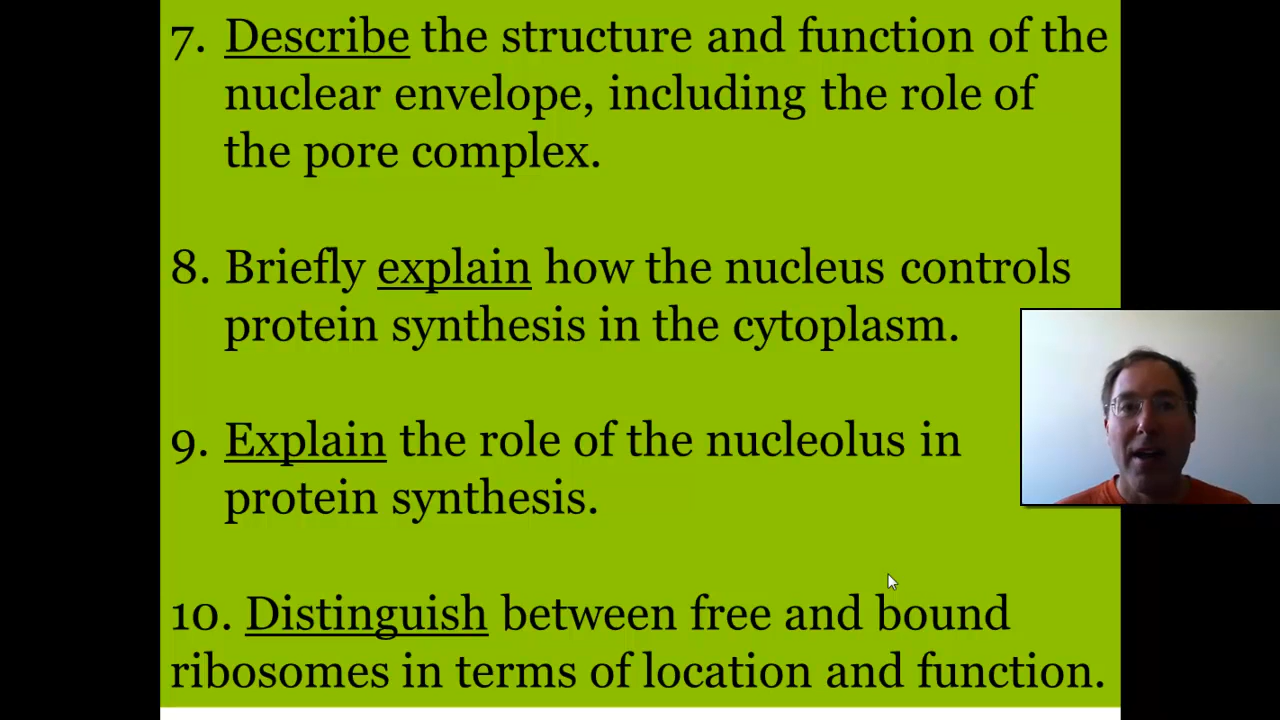 7. Describe the structure and function of the
nuclear envelope, including the role of
the pore complex.
8. Briefly explain how the nucleus controls
protein synthesis in the cytoplasm.
9. Explain the role of the nucleolus in
protein synthesis.
10. Distinguish between free and bound
ribosomes in terms of location and function.